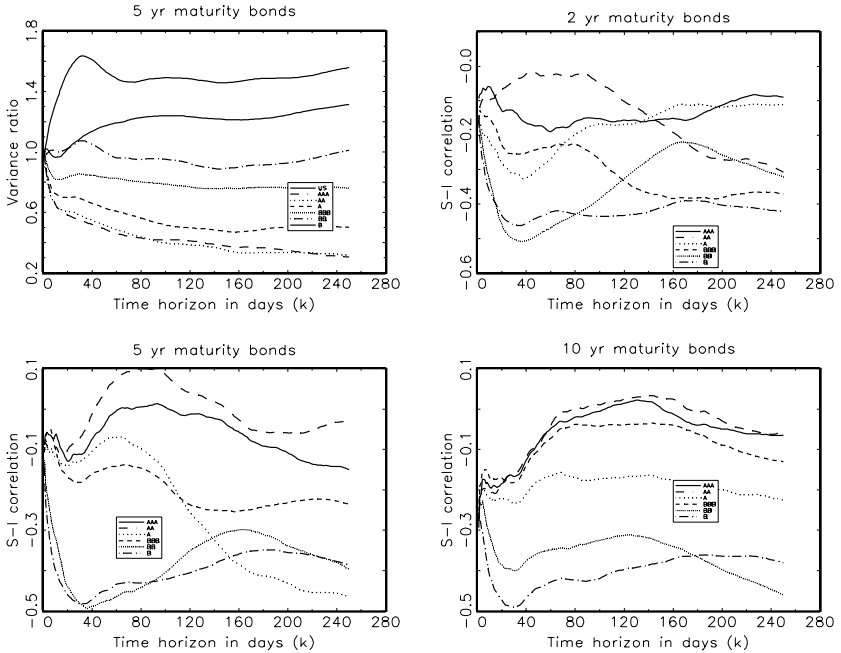 5 yr maturity bonds
Variance ratio
1.8
1.4
1.0
0.6
0.2
US
AAA
AA
A
BBB
BB
B
0 40 80 120 160 200 240 280
Time horizon in days (k)
2 yr maturity bonds
S-I correlation
-0.0
-0.2
-0.4
-0.6
AAA
AA
A
BBB
BB
B
0 40 80 120 160 200 240 280
Time horizon in days (k)
5 yr maturity bonds
S-I correlation
0.1
-0.1
-0.3
-0.5
AAA
AA
A
BBB
BB
B
0 40 80 120 160 200 240 280
Time horizon in days (k)
10 yr maturity bonds
S-I correlation
0.1
-0.1
-0.3
-0.5
AAA
AA
A
BBB
BB
B
0 40 80 120 160 200 240 280
Time horizon in days (k)